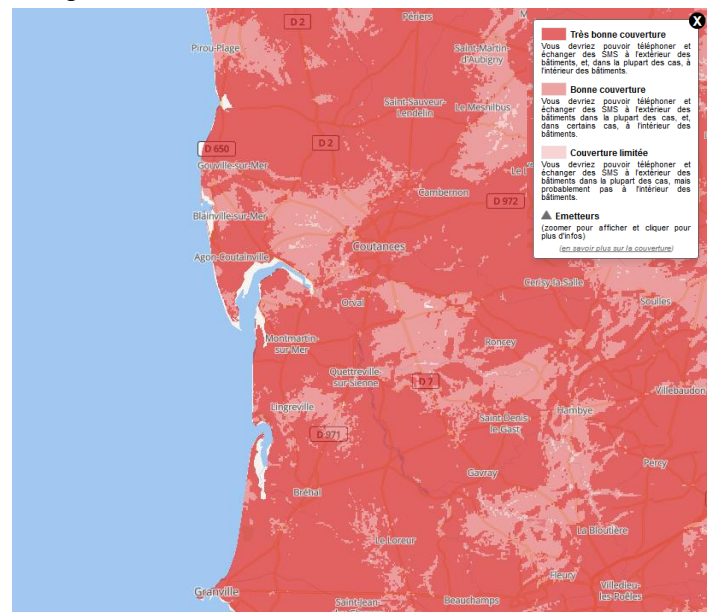 D 2
Périers
M
X
Très bonne couverture
Vous devriez pouvoir téléphoner et
échanger des SMS à l'extérieur des
bâtiments, et, dans la plupart des cas, à
l'intérieur des bâtiments.
Bonne couverture
Vous devriez pouvoir téléphoner et
échanger des SMS à l'extérieur des
bâtiments dans la plupart des cas, et,
dans certains cas, à l'intérieur des
bâtiments.
Couverture limitée
Vous devriez pouvoir téléphoner et
échanger des SMS à l'extérieur des
bâtiments dans la plupart des cas, mais
probablement pas à l'intérieur des
bâtiments.
Emetteurs
(zoomer pour afficher et cliquer pour
plus d'infos)
(en savoir plus sur la couverture)
Pirou-Plage
Saint-Martin-
d'Aubigny
Saint-Sauveur-
Lendelin
Le Mesnilbus
D 650
D 2
Gouville-sur-Mer
Cambernon
D 972
Blainville-sur-Mer
Coutances
Agon-Coutainville
Cerisy-la-Salle
Orval
Soulles
Montmartin-
sur-Mer
Roncey
Quettreville-
sur-Sienne
D 7
Villebaudon
Lingreville
Hambye
Saint-Denis-
le-Gast
D 971
Gavray
Percy
Bréhal
La Bloutière
Le Loreur
Fleury
Granville
Villedieu-
les-Poêles
Saint-Jean-
Beauchamps